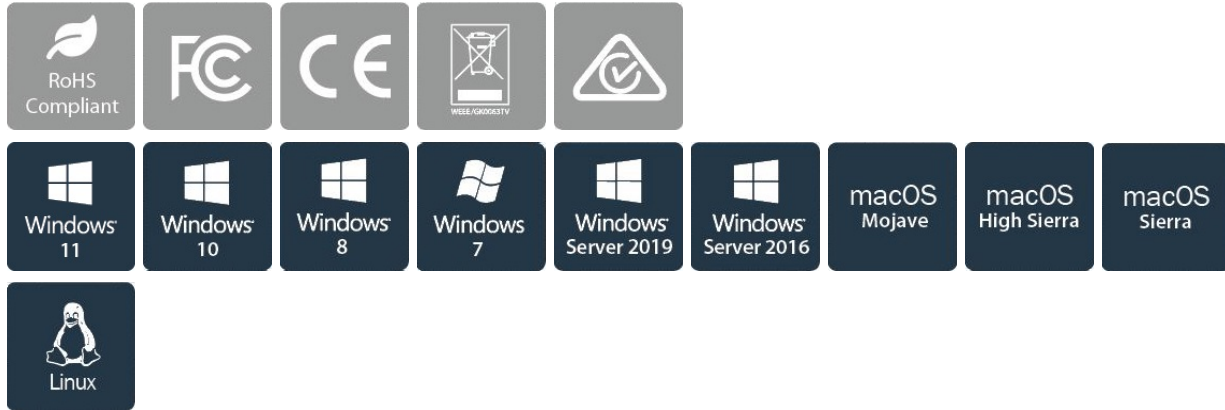 RoHS
Compliant
FC
CE
WEEE/GK0063TV
Windows
11
Windows
10
Windows
8
Windows
7
Windows
Server 2019
Windows
Server 2016
macOS
Mojave
macOS
High Sierra
macOS
Sierra
Linux